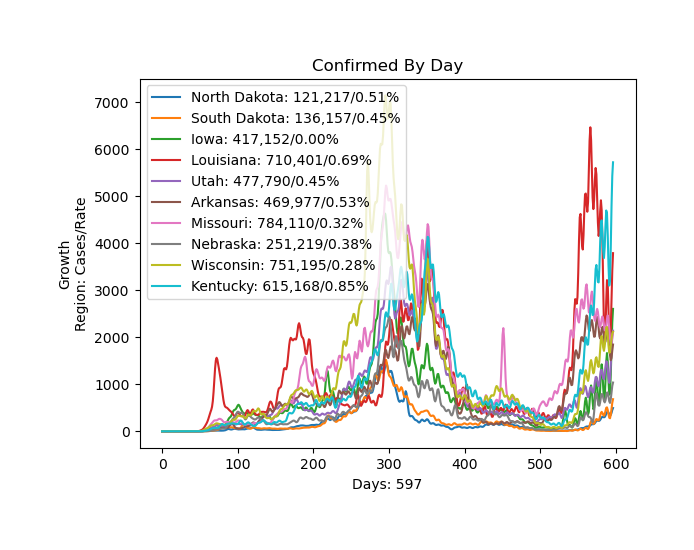 Confirmed By Day
Growth
Region: Cases/Rate
7000
6000
5000
4000
3000
2000
1000
0
North Dakota: 121,217/0.51%
South Dakota: 136,157/0.45%
Iowa: 417,152/0.00%
Louisiana: 710,401/0.69%
Utah: 477,790/0.45%
Arkansas: 469,977/0.53%
Missouri: 784,110/0.32%
Nebraska: 251,219/0.38%
Wisconsin: 751,195/0.28%
Kentucky: 615,168/0.85%
0 100 200 300 400 500 600
Days: 597